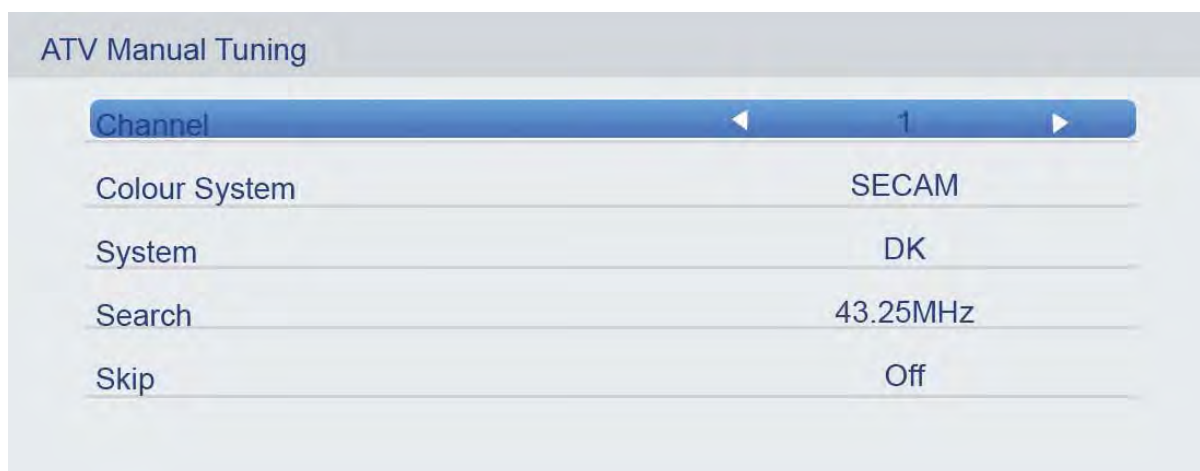 ATV Manual Tuning
Channel 1
Colour System SECAM
System DK
Search 43.25MHz
Skip Off